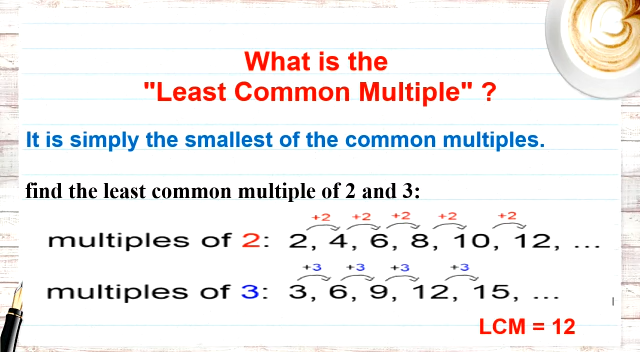 What is the
"Least Common Multiple" ?
It is simply the smallest of the common multiples.
find the least common multiple of 2 and 3:
+2 +2 +2 +2 +2
multiples of 2: 2, 4, 6, 8, 10, 12, ...
+3 +3 +3 +3
multiples of 3: 3, 6, 9, 12, 15, ...
LCM = 12